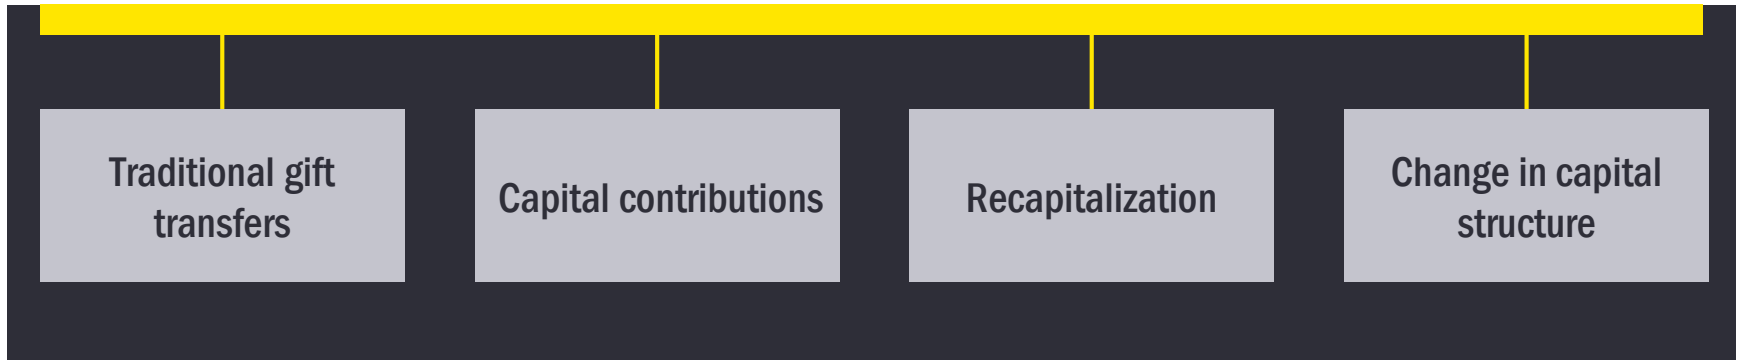 Traditional gift
transfers
Capital contributions
Recapitalization
Change in capital
structure